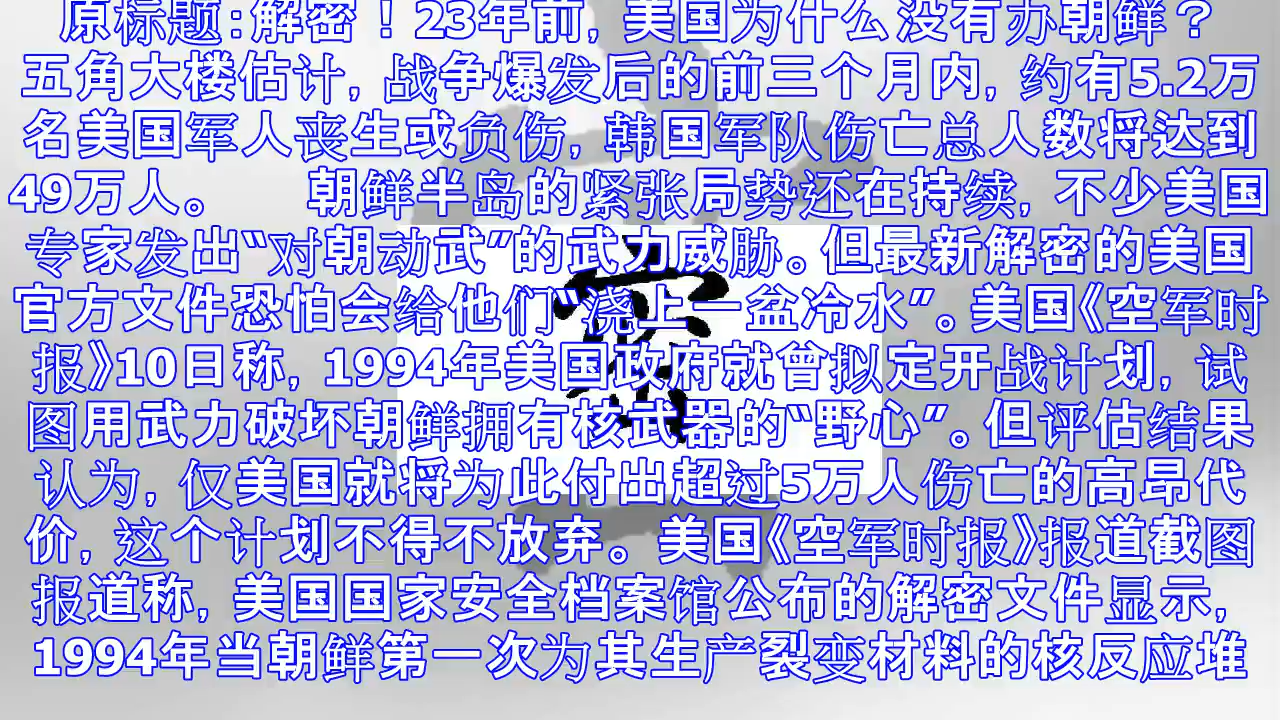 原标题:解密！23年前, 美国为什么没有办朝鲜？
五角大楼估计, 战争爆发后的前三个月内, 约有5.2万
名美国军人丧生或负伤, 韩国军队伤亡总人数将达到
49万人。　　朝鲜半岛的紧张局势还在持续, 不少美国
专家发出“对朝动武”的武力威胁。但最新解密的美国
官方文件恐怕会给他们“浇上一盆冷水”。美国《空军时
报》10日称, 1994年美国政府就曾拟定开战计划, 试
图用武力破坏朝鲜拥有核武器的“野心”。但评估结果
认为, 仅美国就将为此付出超过5万人伤亡的高昂代
价, 这个计划不得不放弃。美国《空军时报》报道截图
报道称, 美国国家安全档案馆公布的解密文件显示,
1994年当朝鲜第一次为其生产裂变材料的核反应堆
密